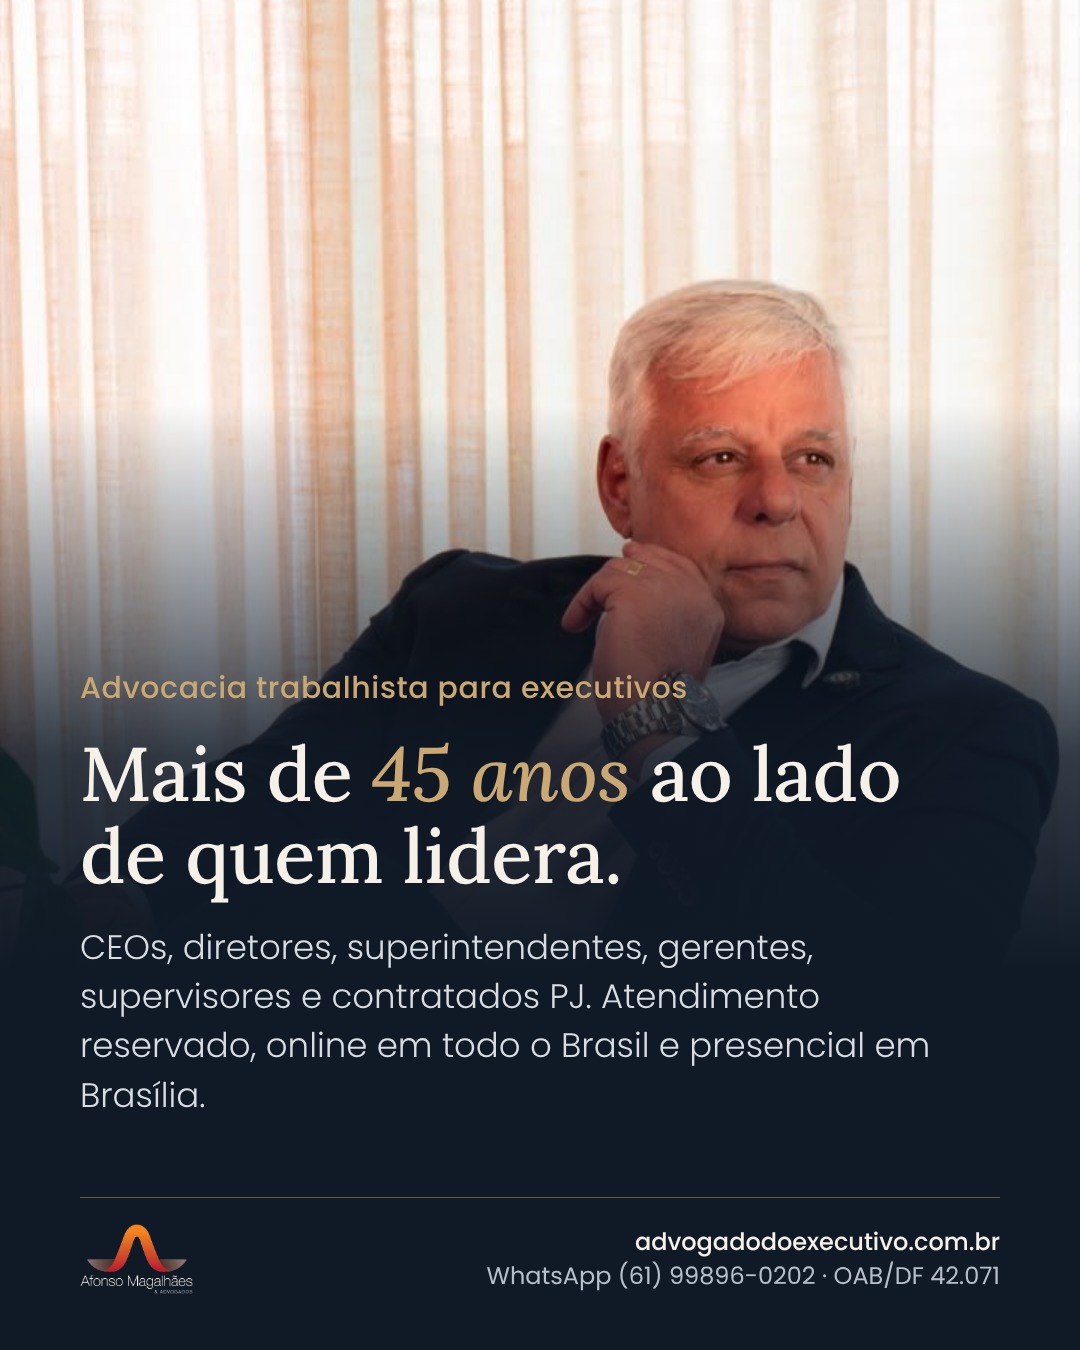 Advocacia trabalhista para executivos
Mais de 45 anos ao lado
de quem lidera.
CEOs, diretores, superintendentes, gerentes,
supervisores e contratados PJ. Atendimento
reservado, online em todo o Brasil e presencial em
Brasília.
Afonso Magalhães
& ADVOGADOS
advogadodoexecutivo.com.br
WhatsApp (61) 99896-0202 · OAB/DF 42.071